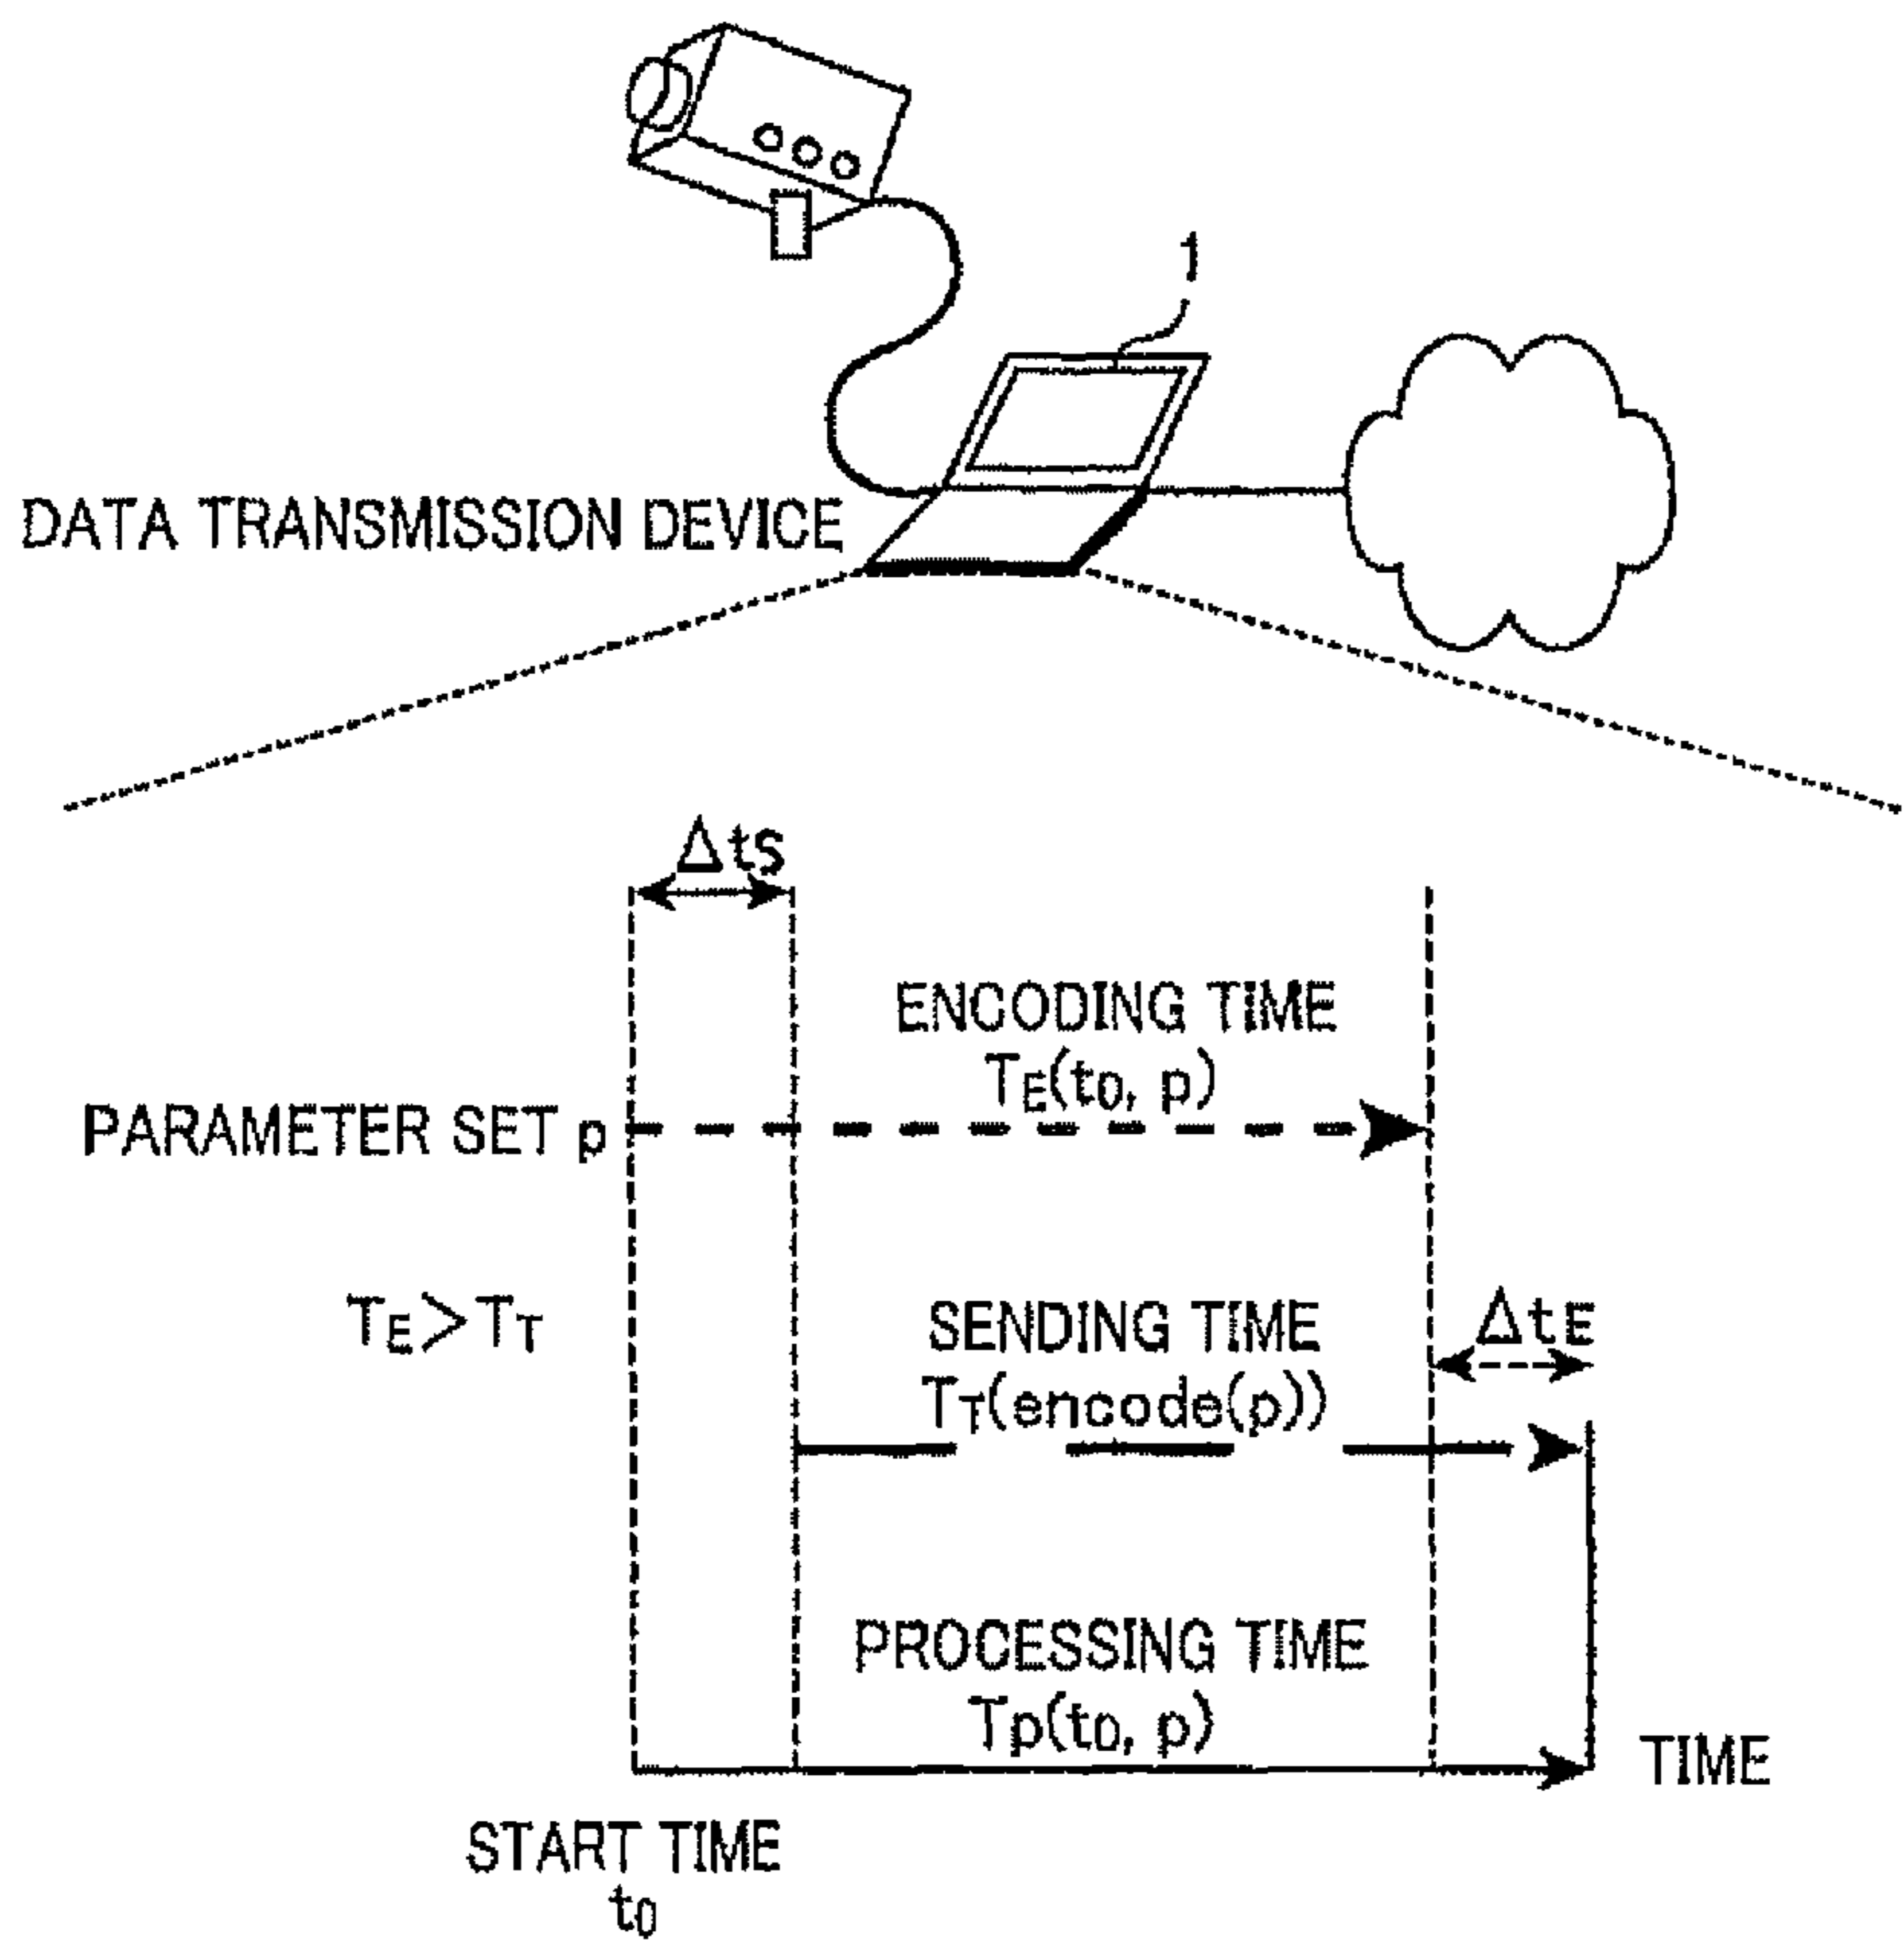 1
DATA TRANSMISSION DEVICE
Δts
ENCODING TIME
TE(t0, p)
PARAMETER SET p
TE>TT
SENDING TIME
TT(encode(p))
ΔtE
PROCESSING TIME
Tp(t0, p)
TIME
START TIME
t0